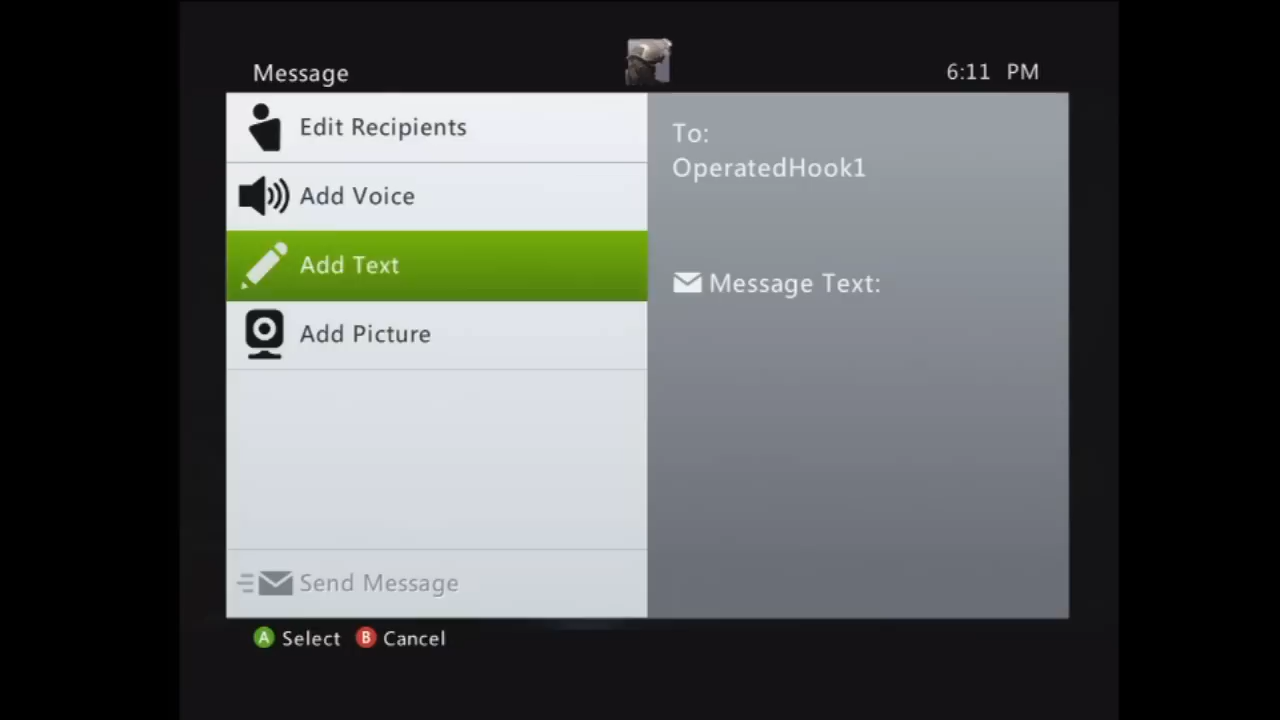 Message
6:11 PM
Edit Recipients
Add Voice
Add Text
Add Picture
Send Message
To:
OperatedHook1
Message Text:
A Select B Cancel